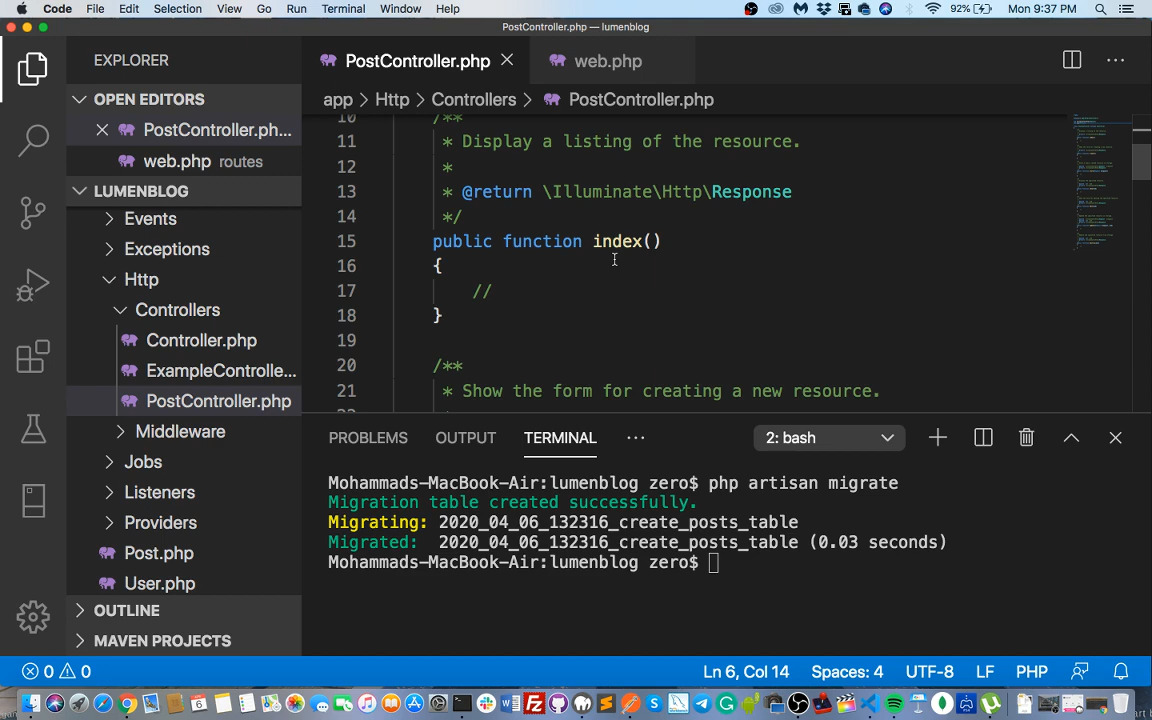 Code File Edit Selection View Go Run Terminal Window Help 92% Mon 9:37 PM
PostController.php — lumenblog
EXPLORER
OPEN EDITORS
PostController.ph...
web.php routes
LUMENBLOG
Events
Exceptions
Http
Controllers
Controller.php
ExampleControlle...
PostController.php
Middleware
Jobs
Listeners
Providers
Post.php
User.php
OUTLINE
MAVEN PROJECTS
PostController.php web.php
app > Http > Controllers > PostController.php
10 /**
11 * Display a listing of the resource.
12 *
13 * @return \Illuminate\Http\Response
14 */
15 public function index()
16 {
17 //
18 }
19
20 /**
21 * Show the form for creating a new resource.
PROBLEMS OUTPUT TERMINAL ... 2: bash
Mohammads-MacBook-Air:lumenblog zero$ php artisan migrate
Migration table created successfully.
Migrating: 2020_04_06_132316_create_posts_table
Migrated: 2020_04_06_132316_create_posts_table (0.03 seconds)
Mohammads-MacBook-Air:lumenblog zero$
0 0 Ln 6, Col 14 Spaces: 4 UTF-8 LF PHP